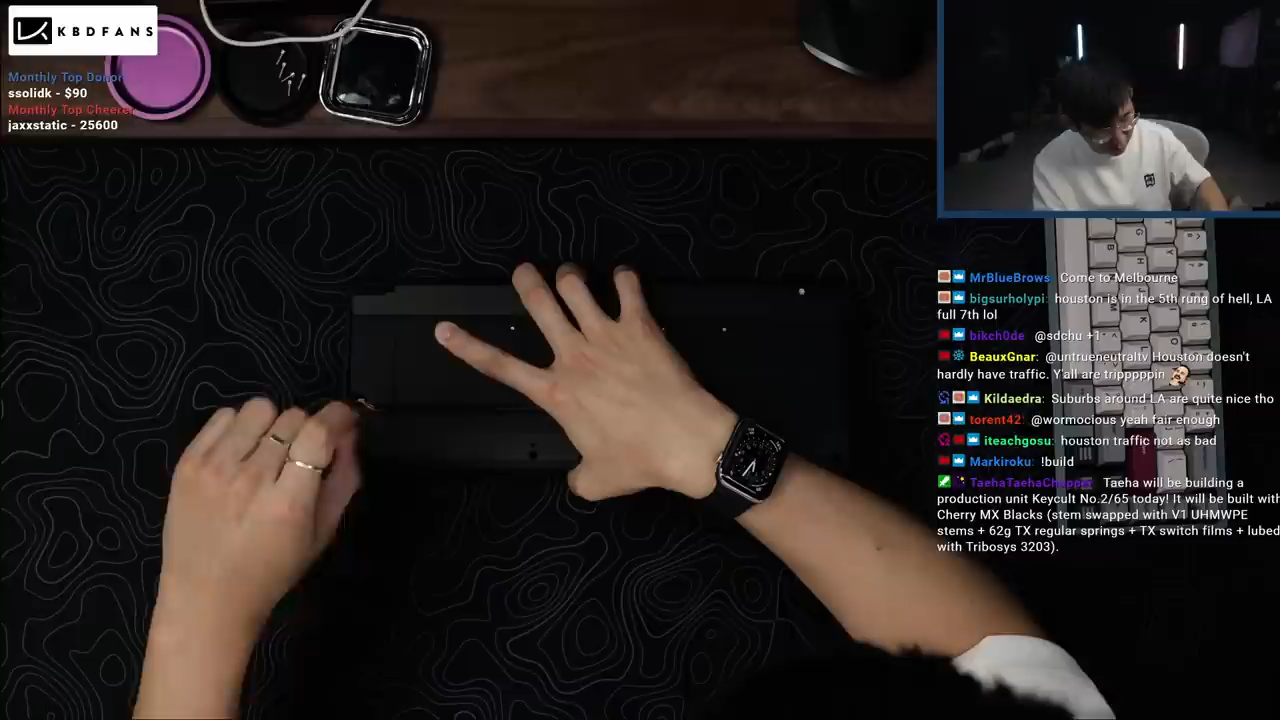 KBDFANS
Monthly Top Donor
ssolidk - $90
Monthly Top Cheerer
jaxxstatic - 25600
MrBlueBrows: Come to Melbourne
bigsurholypi: houston is in the 5th rung of hell, LA
full 7th lol
bikch0de @sdchu +1
BeauxGnar: @untrueneutraltv Houston doesn't
hardly have traffic. Y'all are tripppppin
Kildaedra: Suburbs around LA are quite nice tho
torent42: @wormocious yeah fair enough
iteachgosu: houston traffic not as bad
Markiroku: !build
TaehaTaehaChopper: Taeha will be building a
production unit Keycult No.2/65 today! It will be built with
Cherry MX Blacks (stem swapped with V1 UHMWPE
stems + 62g TX regular springs + TX switch films + lubed
with Tribosys 3203).